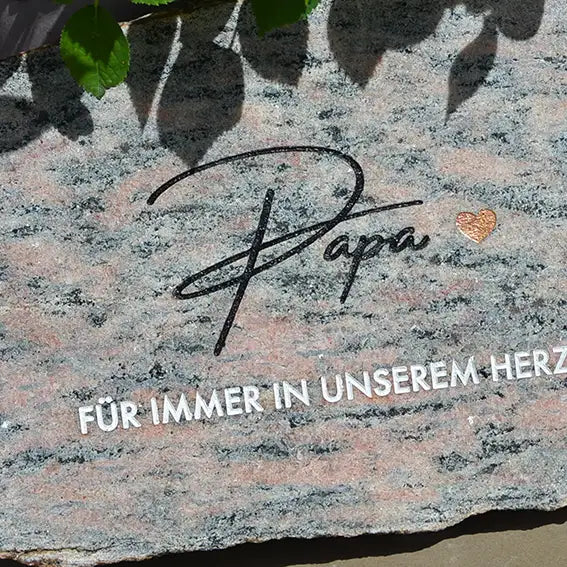 Papa
FÜR IMMER IN UNSEREM HERZ